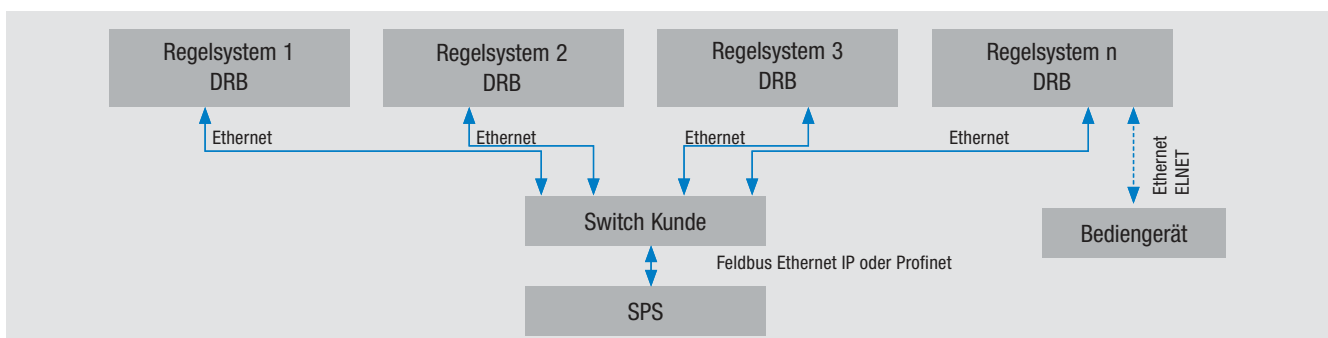 Regelsystem 1
DRB
Regelsystem 2
DRB
Regelsystem 3
DRB
Regelsystem n
DRB
Ethernet
Ethernet
Ethernet
Ethernet
Ethernet
ELNET
Switch Kunde
Bediengerät
Feldbus Ethernet IP oder Profinet
SPS